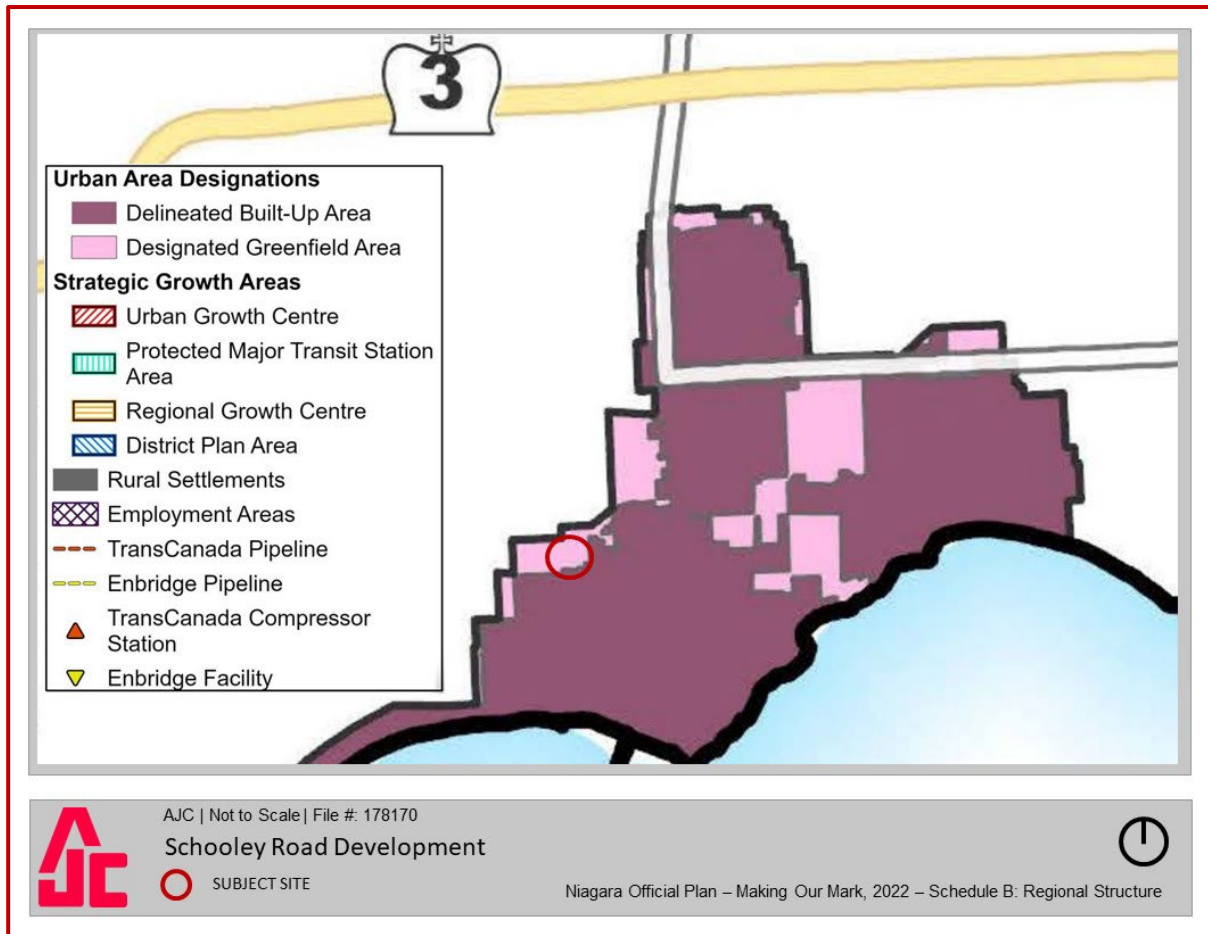 3
Urban Area Designations
Delineated Built-Up Area
Designated Greenfield Area
Strategic Growth Areas
Urban Growth Centre
Protected Major Transit Station
Area
Regional Growth Centre
District Plan Area
Rural Settlements
Employment Areas
TransCanada Pipeline
Enbridge Pipeline
TransCanada Compressor
Station
Enbridge Facility
AJC
AJC | Not to Scale | File #: 178170
Schooley Road Development
SUBJECT SITE
Niagara Official Plan – Making Our Mark, 2022 – Schedule B: Regional Structure